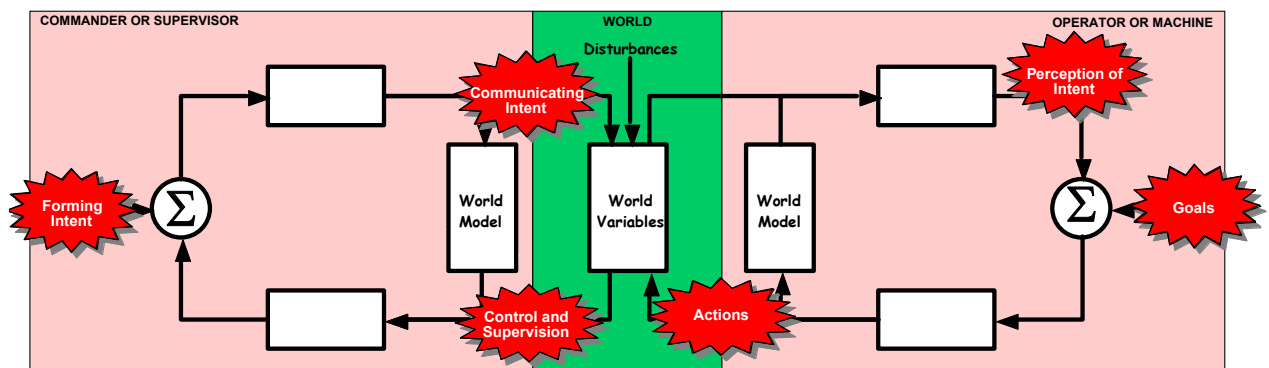 COMMANDER OR SUPERVISOR
WORLD
OPERATOR OR MACHINE
Disturbances
Communicating
Intent
Perception of
Intent
Forming
Intent
Σ
World
Model
World
Variables
World
Model
Σ
Goals
Control and
Supervision
Actions